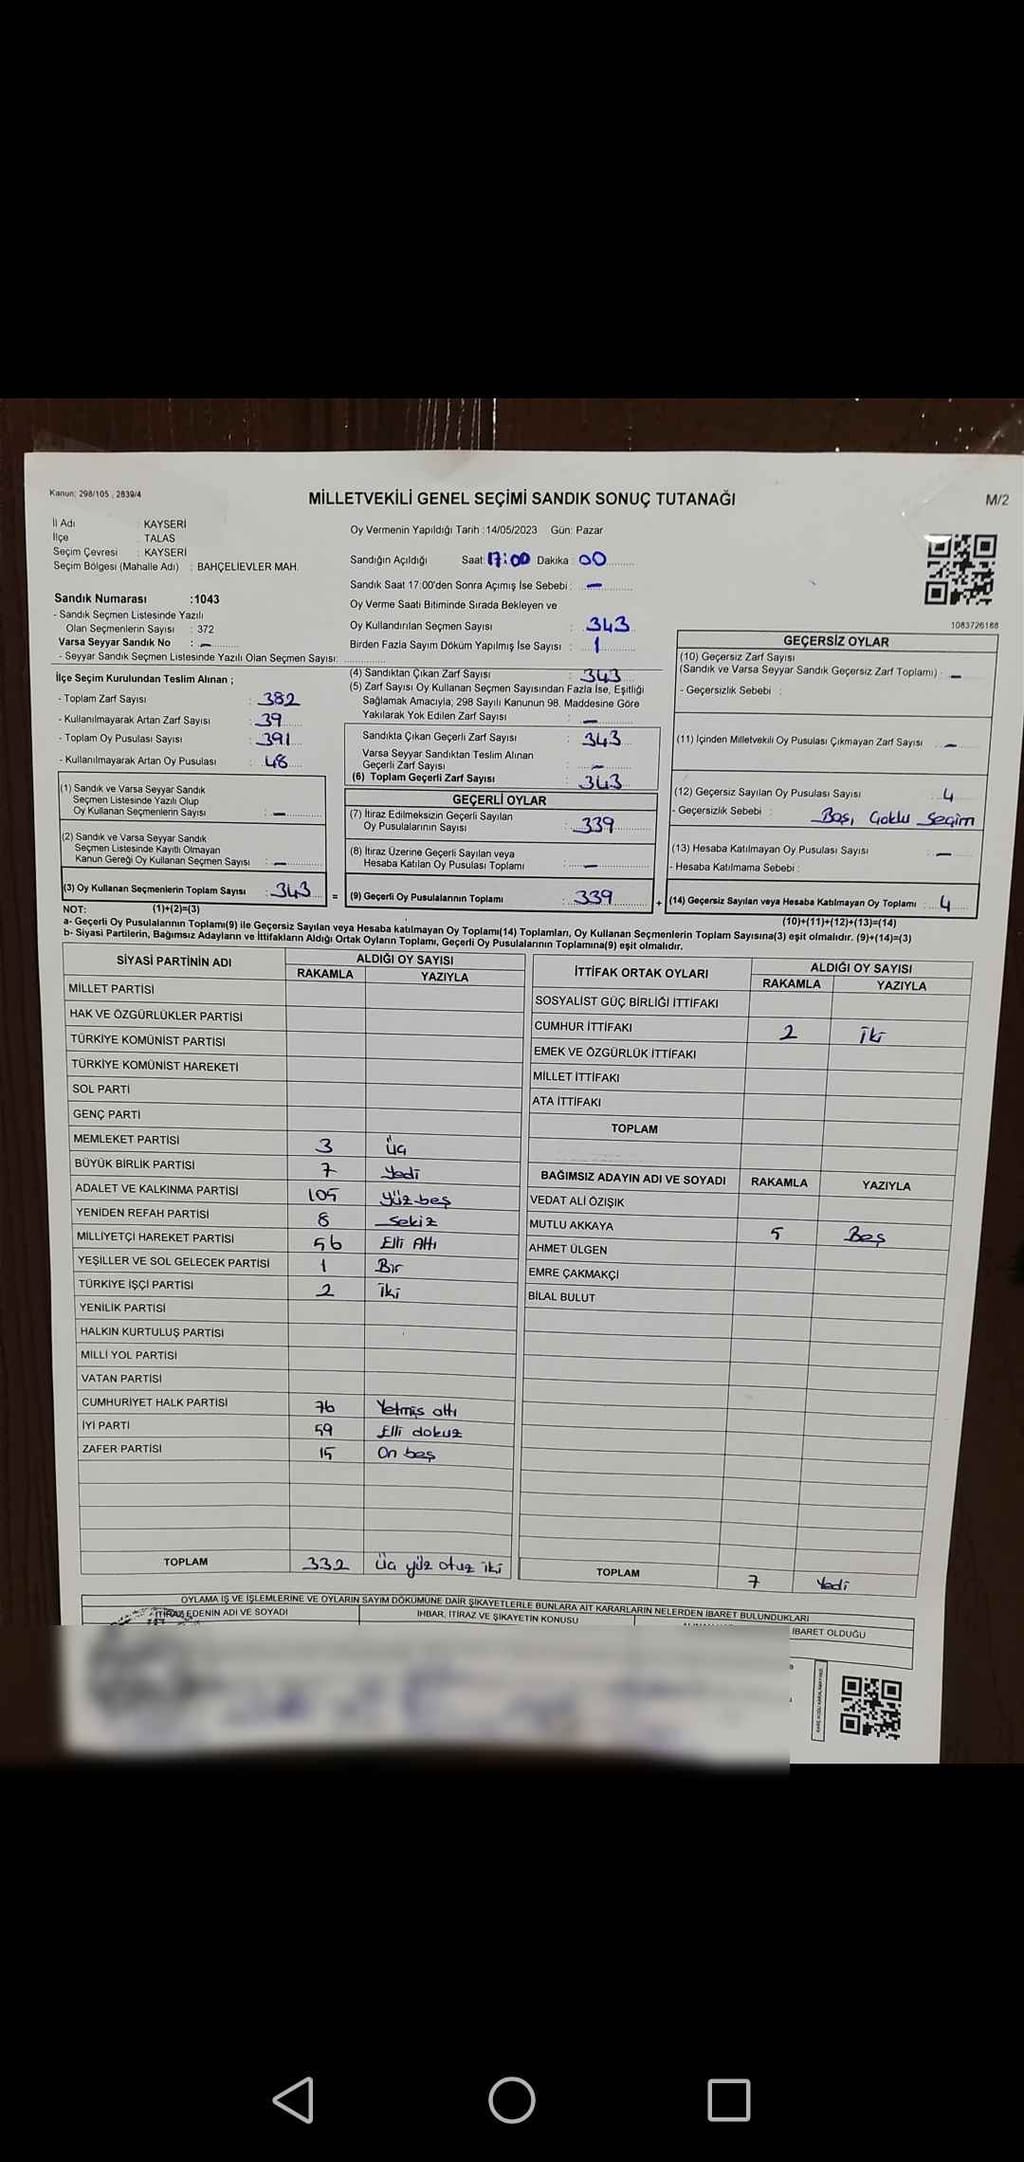 Kanun: 298/105 , 2839/4
MİLLETVEKİLİ GENEL SEÇİMİ SANDIK SONUÇ TUTANAĞI
M/2
İl Adı : KAYSERİ
İlçe : TALAS
Seçim Çevresi : KAYSERİ
Seçim Bölgesi (Mahalle Adı) : BAHÇELİEVLER MAH.
Sandık Numarası :1043
- Sandık Seçmen Listesinde Yazılı
Olan Seçmenlerin Sayısı : 372
Varsa Seyyar Sandık No : -
- Seyyar Sandık Seçmen Listesinde Yazılı Olan Seçmen Sayısı:
Oy Vermenin Yapıldığı Tarih :14/05/2023 Gün: Pazar
Sandığın Açıldığı Saat: 17:00 Dakika : 00
Sandık Saat 17:00'den Sonra Açımış İse Sebebi : -
Oy Verme Saati Bitiminde Sırada Bekleyen ve
Oy Kullandırılan Seçmen Sayısı : 343
Birden Fazla Sayım Döküm Yapılmış İse Sayısı : 1
1083726168
İlçe Seçim Kurulundan Teslim Alınan ;
- Toplam Zarf Sayısı : 382
- Kullanılmayarak Artan Zarf Sayısı : 39
- Toplam Oy Pusulası Sayısı : 391
- Kullanılmayarak Artan Oy Pusulası : 48
(1) Sandık ve Varsa Seyyar Sandık
Seçmen Listesinde Yazılı Olup
Oy Kullanan Seçmenlerin Sayısı : -
(2) Sandık ve Varsa Seyyar Sandık
Seçmen Listesinde Kayıtlı Olmayan
Kanun Gereği Oy Kullanan Seçmen Sayısı : -
(3) Oy Kullanan Seçmenlerin Toplam Sayısı : 343 =
(4) Sandıktan Çıkan Zarf Sayısı : 343
(5) Zarf Sayısı Oy Kullanan Seçmen Sayısından Fazla İse, Eşitliği
Sağlamak Amacıyla, 298 Sayılı Kanunun 98. Maddesine Göre
Yakılarak Yok Edilen Zarf Sayısı : -
Sandıkta Çıkan Geçerli Zarf Sayısı : 343
Varsa Seyyar Sandıktan Teslim Alınan
Geçerli Zarf Sayısı : -
(6) Toplam Geçerli Zarf Sayısı : 343
GEÇERLİ OYLAR
(7) İtiraz Edilmeksizin Geçerli Sayılan
Oy Pusulalarının Sayısı : 339
(8) İtiraz Üzerine Geçerli Sayılan veya
Hesaba Katılan Oy Pusulası Toplamı : -
(9) Geçerli Oy Pusulalarının Toplamı : 339 +
GEÇERSİZ OYLAR
(10) Geçersiz Zarf Sayısı
(Sandık ve Varsa Seyyar Sandık Geçersiz Zarf Toplamı) : -
- Geçersizlik Sebebi :
(11) İçinden Milletvekili Oy Pusulası Çıkmayan Zarf Sayısı : -
(12) Geçersiz Sayılan Oy Pusulası Sayısı : 4
- Geçersizlik Sebebi : Boş, Çoklu Seçim
(13) Hesaba Katılmayan Oy Pusulası Sayısı : -
- Hesaba Katılmama Sebebi :
(14) Geçersiz Sayılan veya Hesaba Katılmayan Oy Toplamı : 4
NOT: (1)+(2)=(3)
(10)+(11)+(12)+(13)=(14)
a- Geçerli Oy Pusulalarının Toplamı(9) ile Geçersiz Sayılan veya Hesaba katılmayan Oy Toplamı(14) Toplamları, Oy Kullanan Seçmenlerin Toplam Sayısına(3) eşit olmalıdır. (9)+(14)=(3)
b- Siyasi Partilerin, Bağımsız Adayların ve İttifakların Aldığı Ortak Oyların Toplamı, Geçerli Oy Pusulalarının Toplamına(9) eşit olmalıdır.
SİYASİ PARTİNİN ADI ALDIĞI OY SAYISI
RAKAMLA YAZIYLA
MİLLET PARTİSİ
HAK VE ÖZGÜRLÜKLER PARTİSİ
TÜRKİYE KOMÜNİST PARTİSİ
TÜRKİYE KOMÜNİST HAREKETİ
SOL PARTİ
GENÇ PARTİ
MEMLEKET PARTİSİ 3 üç
BÜYÜK BİRLİK PARTİSİ 7 Yedi
ADALET VE KALKINMA PARTİSİ 105 Yüz beş
YENİDEN REFAH PARTİSİ 8 Sekiz
MİLLİYETÇİ HAREKET PARTİSİ 56 Elli Altı
YEŞİLLER VE SOL GELECEK PARTİSİ 1 Bir
TÜRKİYE İŞÇİ PARTİSİ 2 İki
YENİLİK PARTİSİ
HALKIN KURTULUŞ PARTİSİ
MİLLİ YOL PARTİSİ
VATAN PARTİSİ
CUMHURİYET HALK PARTİSİ 76 Yetmiş altı
İYİ PARTİ 59 Elli dokuz
ZAFER PARTİSİ 15 On beş
TOPLAM 332 üç yüz otuz iki
İTTİFAK ORTAK OYLARI ALDIĞI OY SAYISI
RAKAMLA YAZIYLA
SOSYALİST GÜÇ BİRLİĞİ İTTİFAKI
CUMHUR İTTİFAKI 2 İki
EMEK VE ÖZGÜRLÜK İTTİFAKI
MİLLET İTTİFAKI
ATA İTTİFAKI
TOPLAM
BAĞIMSIZ ADAYIN ADI VE SOYADI RAKAMLA YAZIYLA
VEDAT ALİ ÖZIŞIK
MUTLU AKKAYA 5 Beş
AHMET ÜLGEN
EMRE ÇAKMAKÇİ
BİLAL BULUT
TOPLAM 7 Yedi
OYLAMA İŞ VE İŞLEMLERİNE VE OYLARIN SAYIM DÖKÜMÜNE DAİR ŞİKAYETLERLE BUNLARA AİT KARARLARIN NELERDEN İBARET BULUNDUKLARI
İTİRAZ EDENİN ADI VE SOYADI İHBAR, İTİRAZ VE ŞİKAYETİN KONUSU İBARET OLDUĞU